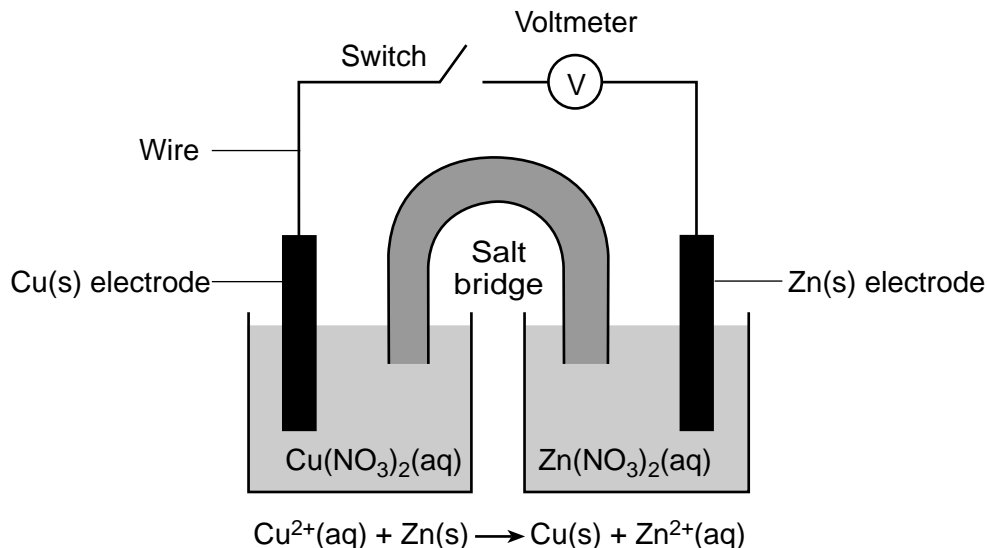 Voltmeter
Switch
V
Wire
Salt
bridge
Cu(s) electrode
Zn(s) electrode
Cu(NO₃)₂(aq)
Zn(NO₃)₂(aq)
Cu²⁺(aq) + Zn(s) ⟶ Cu(s) + Zn²⁺(aq)